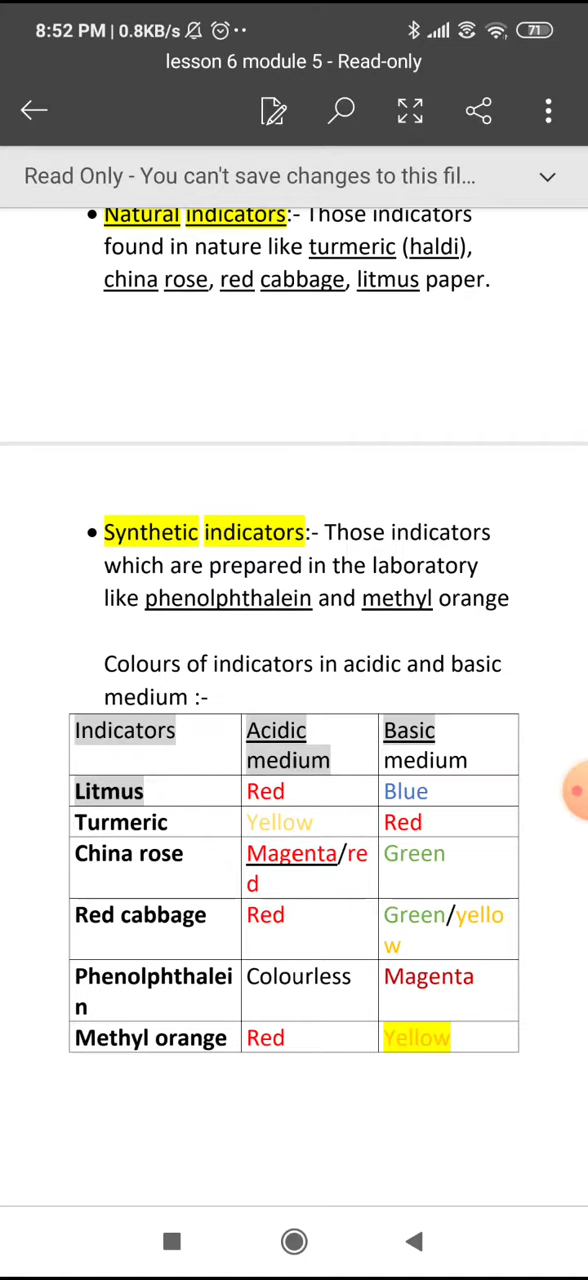 8:52 PM | 0.8KB/s
71
lesson 6 module 5 - Read-only
Read Only - You can't save changes to this fil...
• Natural indicators:- Those indicators
found in nature like turmeric (haldi),
china rose, red cabbage, litmus paper.
• Synthetic indicators:- Those indicators
which are prepared in the laboratory
like phenolphthalein and methyl orange
Colours of indicators in acidic and basic
medium :-
Indicators Acidic medium Basic medium
Litmus Red Blue
Turmeric Yellow Red
China rose Magenta/red Green
Red cabbage Red Green/yellow
Phenolphthalein Colourless Magenta
Methyl orange Red Yellow